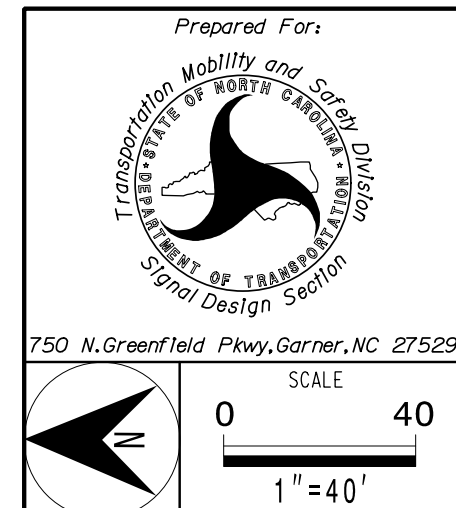 Prepared For:
Transportation Mobility and Safety Division
STATE OF NORTH CAROLINA
DEPARTMENT OF TRANSPORTATION
Signal Design Section
750 N.Greenfield Pkwy,Garner,NC 27529
N
SCALE
0 40
1"=40'